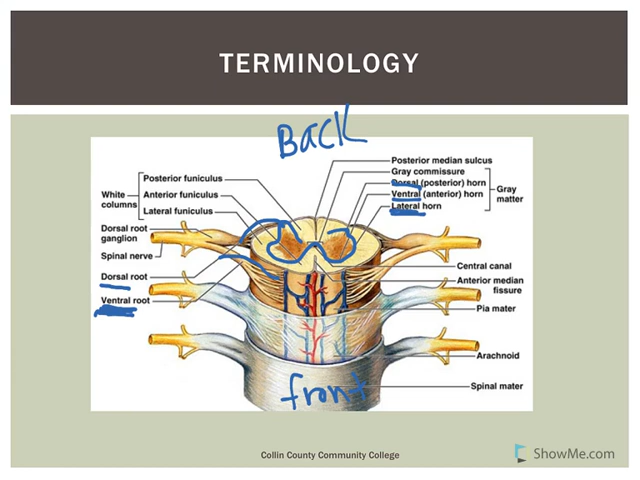 TERMINOLOGY
BACK
Posterior funiculus
Anterior funiculus
Lateral funiculus
White
columns
Dorsal root
ganglion
Spinal nerve
Dorsal root
Ventral root
Posterior median sulcus
Gray commissure
Dorsal (posterior) horn
Ventral (anterior) horn
Lateral horn
Gray
matter
Central canal
Anterior median
fissure
Pia mater
Arachnoid
Spinal mater
front
Collin County Community College
ShowMe.com